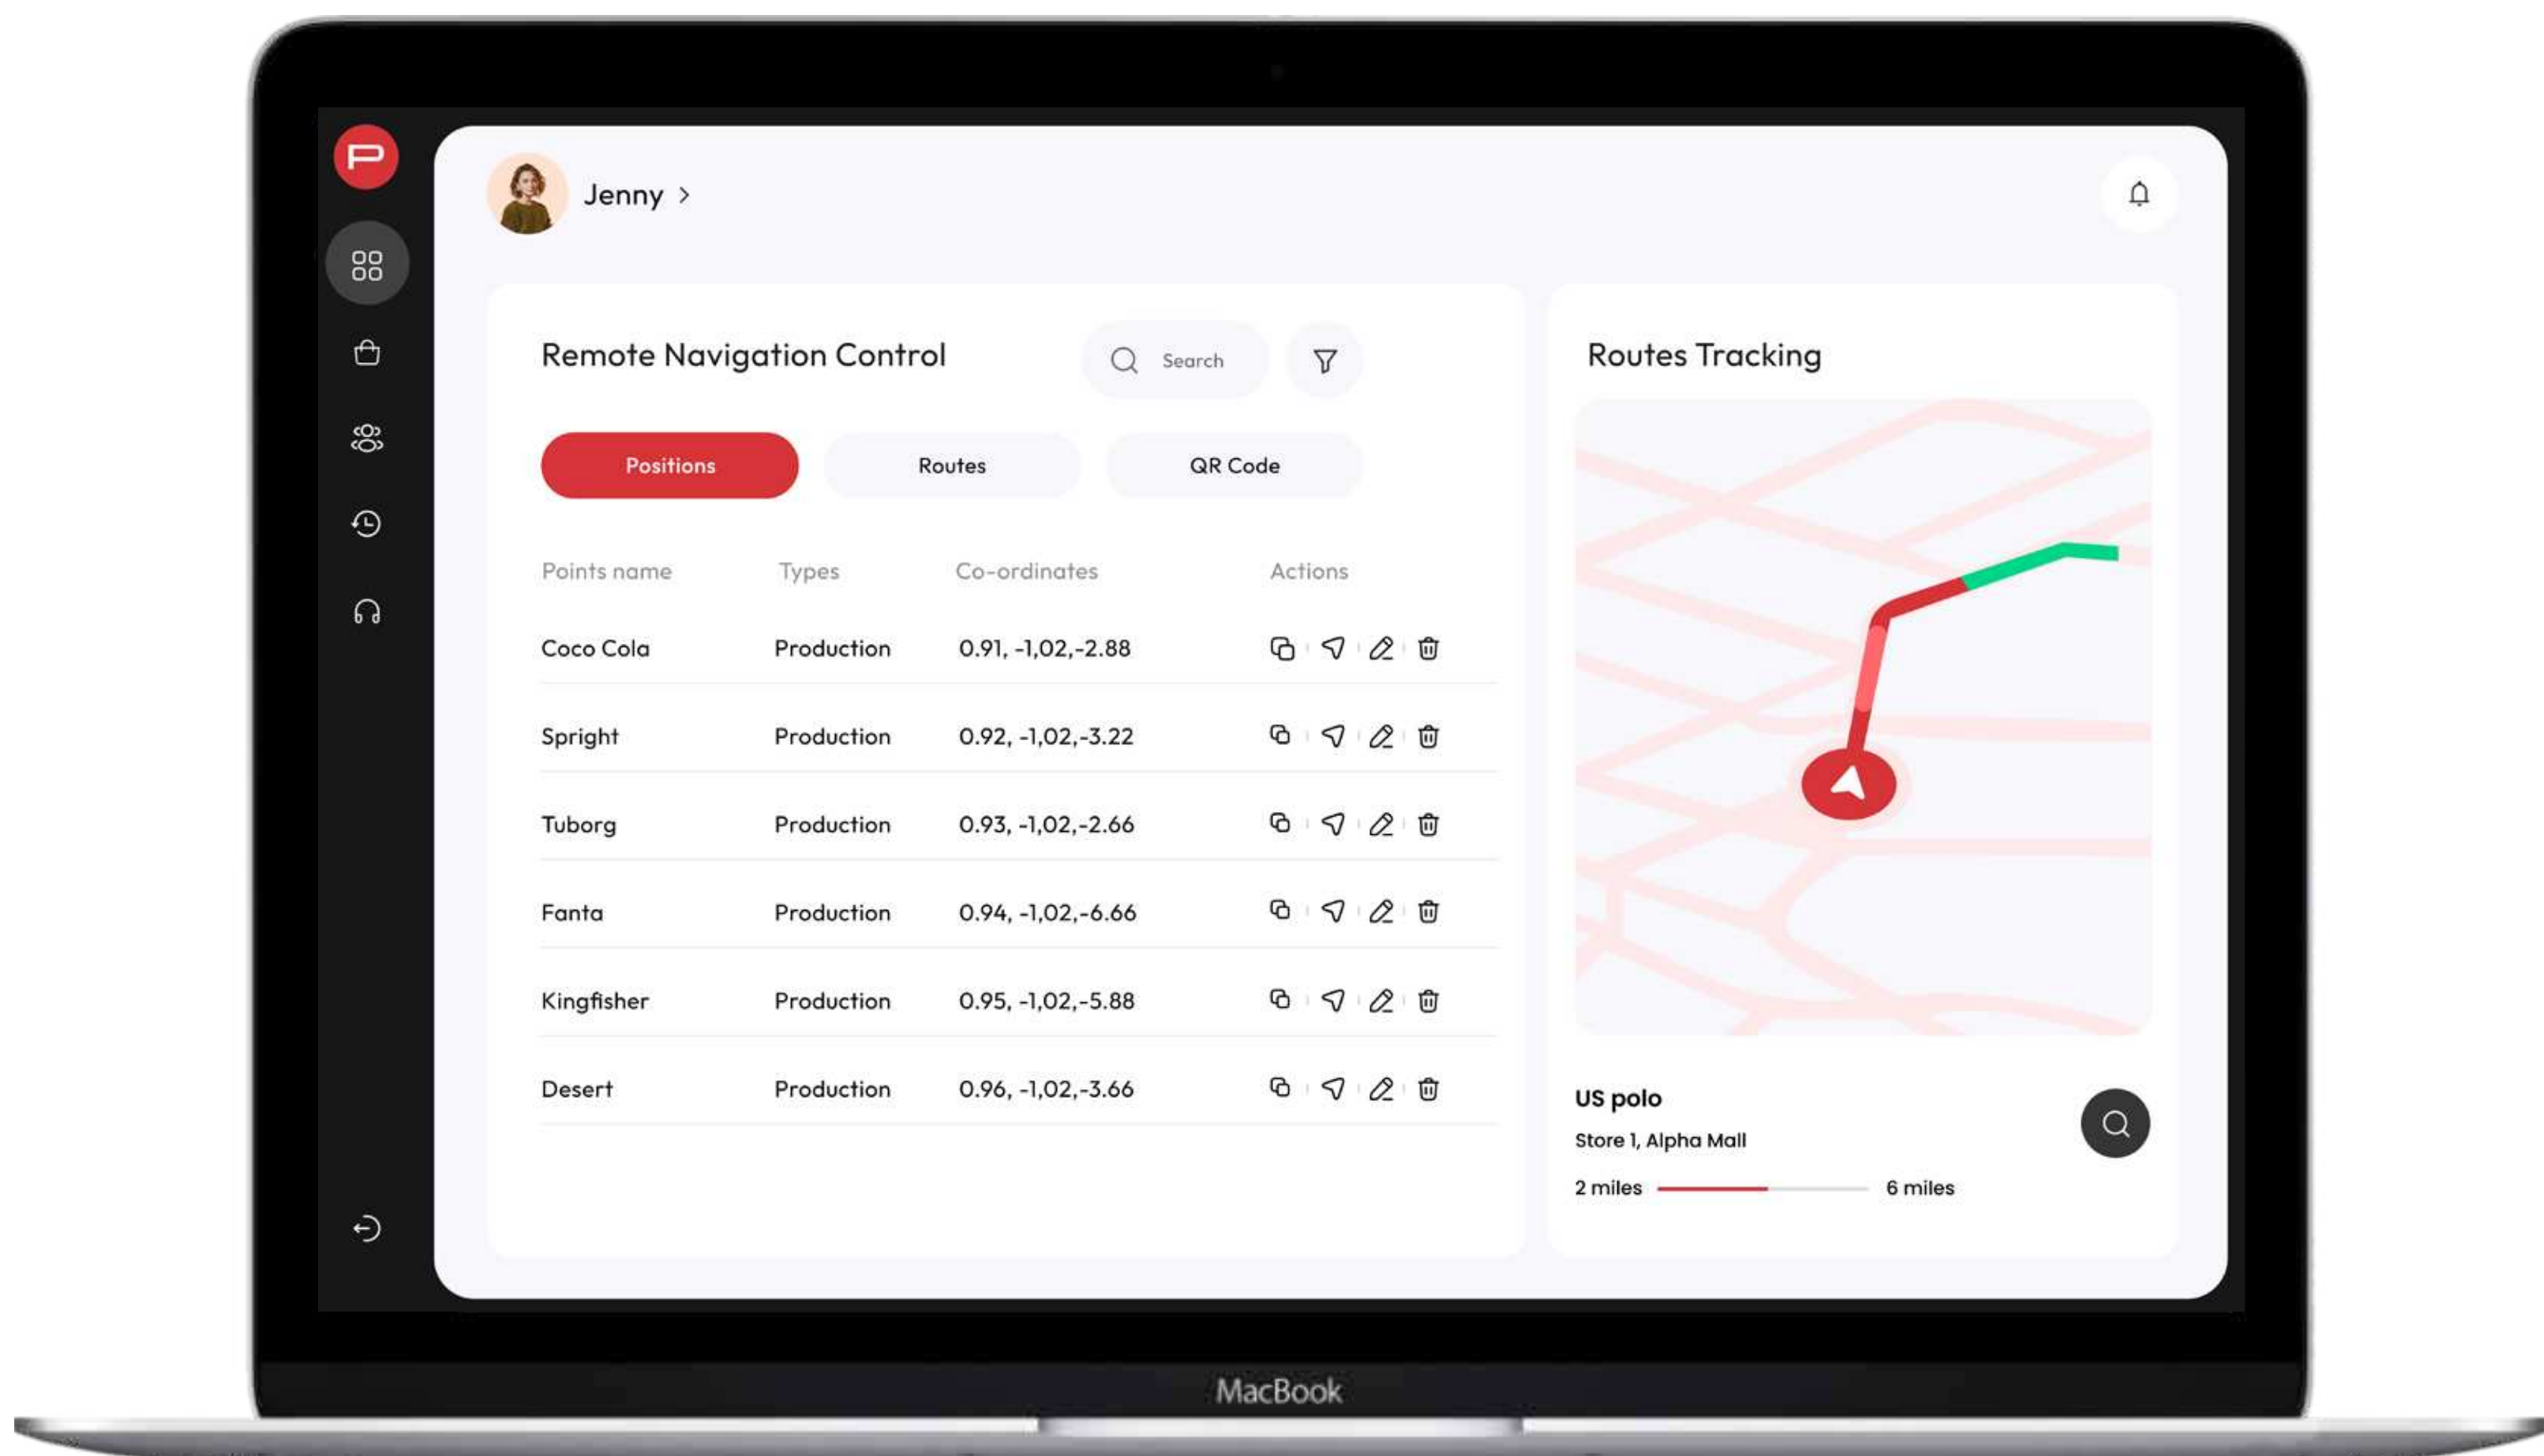 P
Jenny
Remote Navigation Control
Search
Positions Routes QR Code
Points name Types Co-ordinates Actions
Coco Cola Production 0.91, -1,02,-2.88
Spright Production 0.92, -1,02,-3.22
Tuborg Production 0.93, -1,02,-2.66
Fanta Production 0.94, -1,02,-6.66
Kingfisher Production 0.95, -1,02,-5.88
Desert Production 0.96, -1,02,-3.66
Routes Tracking
US polo
Store 1, Alpha Mall
2 miles 6 miles
MacBook